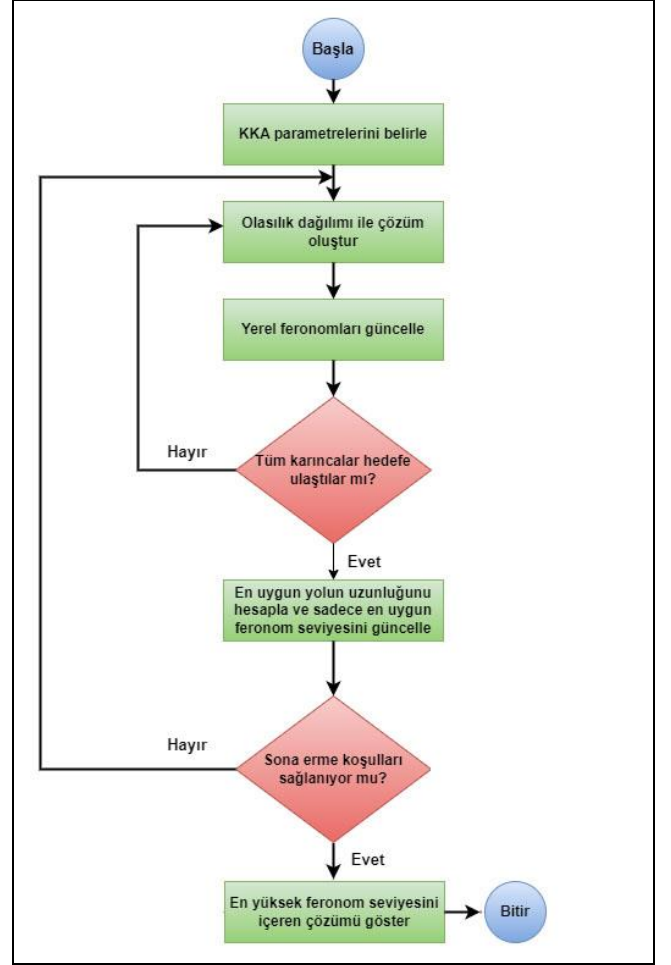 Başla
KKA parametrelerini belirle
Olasılık dağılımı ile çözüm
oluştur
Yerel feronomları güncelle
Hayır
Tüm karıncalar hedefe
ulaştılar mı?
Evet
En uygun yolun uzunluğunu
hesapla ve sadece en uygun
feronom seviyesini güncelle
Hayır
Sona erme koşulları
sağlanıyor mu?
Evet
En yüksek feronom seviyesini
içeren çözümü göster
Bitir